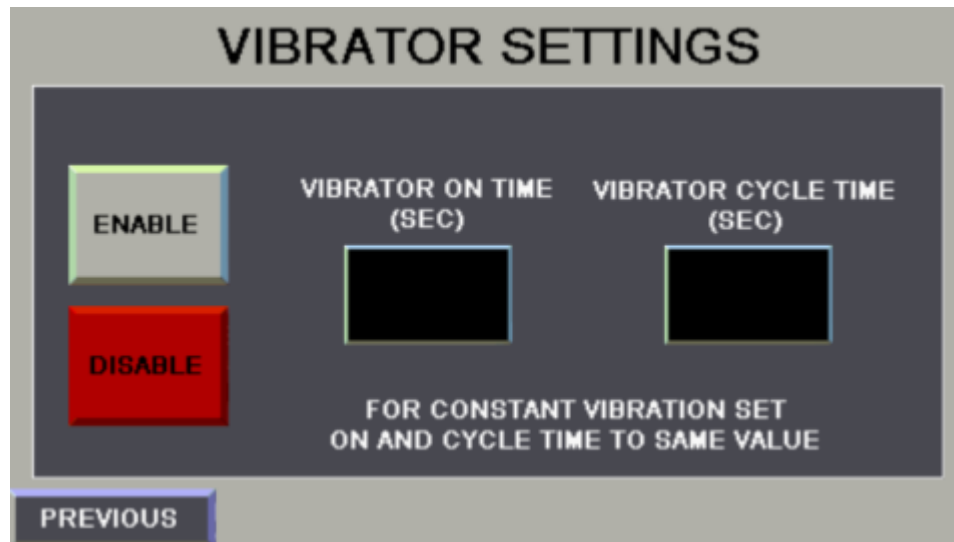 VIBRATOR SETTINGS
ENABLE
DISABLE
VIBRATOR ON TIME
(SEC)
VIBRATOR CYCLE TIME
(SEC)
FOR CONSTANT VIBRATION SET
ON AND CYCLE TIME TO SAME VALUE
PREVIOUS